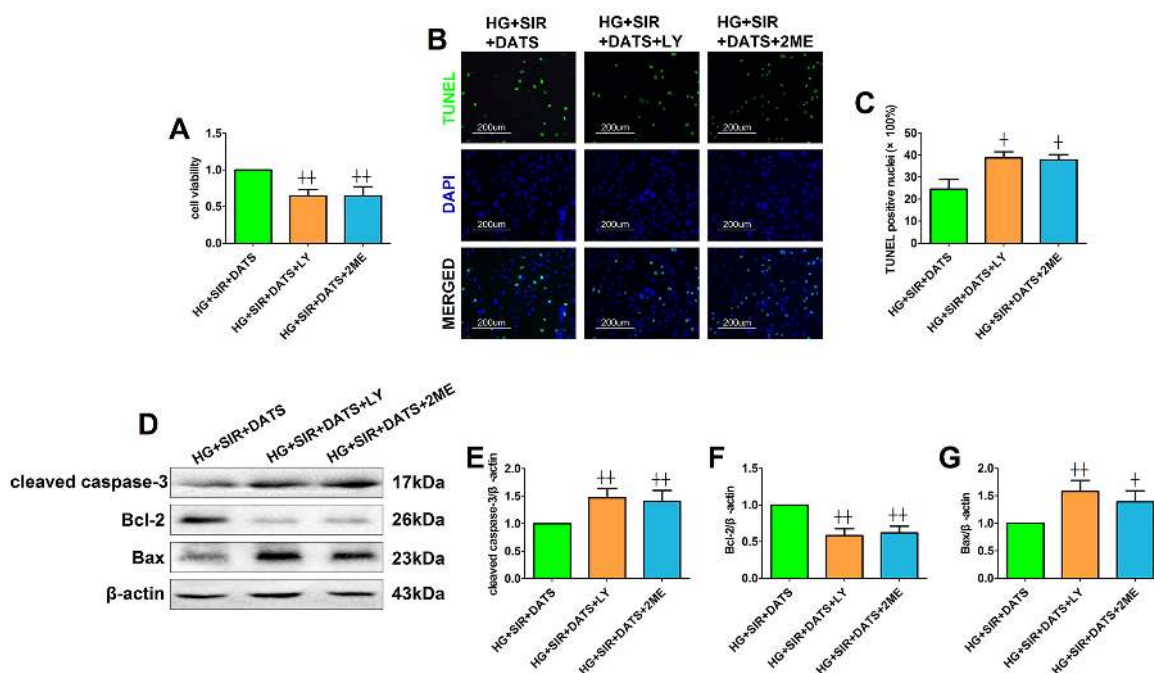 A
cell viability
1.5
1.0
0.5
0.0
HG+SIR+DATS
HG+SIR+DATS+LY
HG+SIR+DATS+2ME
‡‡
‡‡
B
HG+SIR
+DATS
HG+SIR
+DATS+LY
HG+SIR
+DATS+2ME
TUNEL
200um
200um
200um
DAPI
200um
200um
200um
MERGED
200um
200um
200um
C
TUNEL positive nuclei (× 100%)
50
40
30
20
10
0
HG+SIR+DATS
HG+SIR+DATS+LY
HG+SIR+DATS+2ME
‡
‡
D
HG+SIR+DATS
HG+SIR+DATS+LY
HG+SIR+DATS+2ME
cleaved caspase-3 17kDa
Bcl-2 26kDa
Bax 23kDa
β-actin 43kDa
E
cleaved caspase-3/β -actin
2.0
1.5
1.0
0.5
0.0
HG+SIR+DATS
HG+SIR+DATS+LY
HG+SIR+DATS+2ME
‡‡
‡‡
F
Bcl-2/β -actin
1.5
1.0
0.5
0.0
HG+SIR+DATS
HG+SIR+DATS+LY
HG+SIR+DATS+2ME
‡‡
‡‡
G
Bax/β -actin
2.0
1.5
1.0
0.5
0.0
HG+SIR+DATS
HG+SIR+DATS+LY
HG+SIR+DATS+2ME
‡‡
‡